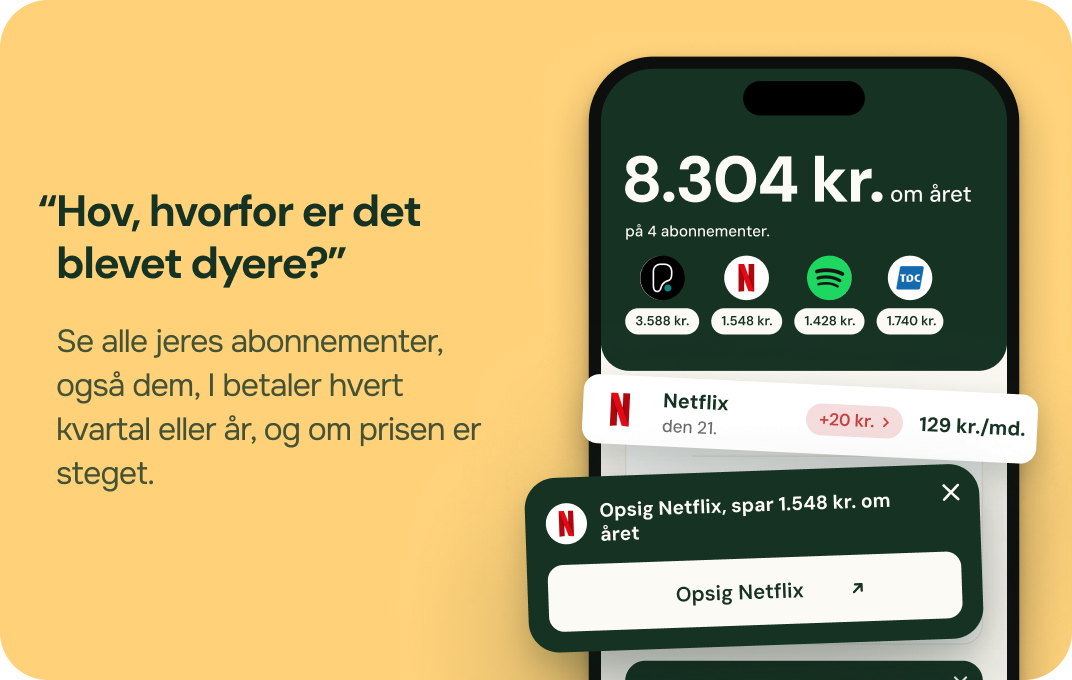 “Hov, hvorfor er det
blevet dyere?”
Se alle jeres abonnementer,
også dem, I betaler hvert
kvartal eller år, og om prisen er
steget.
8.304 kr. om året
på 4 abonnementer.
TDC
3.588 kr. 1.548 kr. 1.428 kr. 1.740 kr.
Netflix
den 21.
+20 kr. 129 kr./md.
Opsig Netflix, spar 1.548 kr. om
året
Opsig Netflix